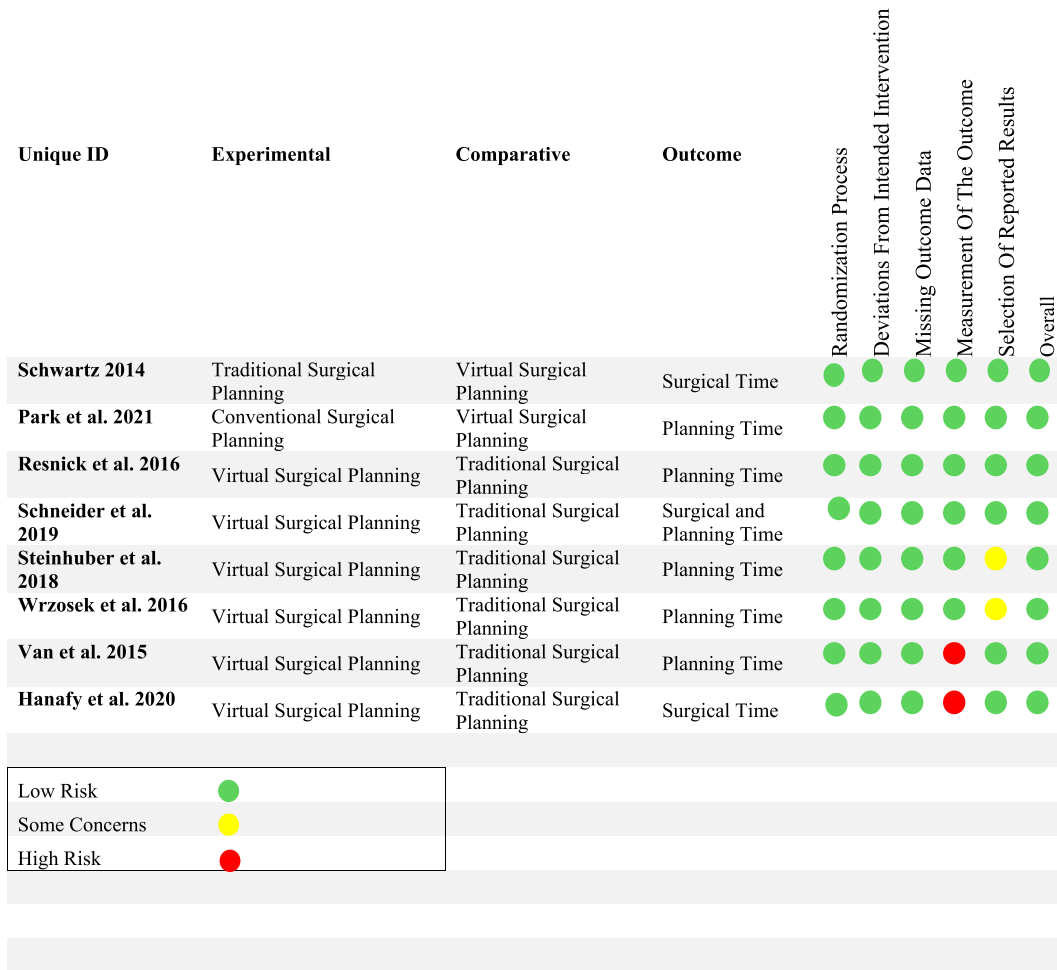 Unique ID
Experimental
Comparative
Outcome
Randomization Process
Deviations From Intended Intervention
Missing Outcome Data
Measurement Of The Outcome
Selection Of Reported Results
Overall
Schwartz 2014
Traditional Surgical
Planning
Virtual Surgical
Planning
Surgical Time
Park et al. 2021
Conventional Surgical
Planning
Virtual Surgical
Planning
Planning Time
Resnick et al. 2016
Virtual Surgical Planning
Traditional Surgical
Planning
Planning Time
Schneider et al.
2019
Virtual Surgical Planning
Traditional Surgical
Planning
Surgical and
Planning Time
Steinhuber et al.
2018
Virtual Surgical Planning
Traditional Surgical
Planning
Planning Time
Wrzosek et al. 2016
Virtual Surgical Planning
Traditional Surgical
Planning
Planning Time
Van et al. 2015
Virtual Surgical Planning
Traditional Surgical
Planning
Planning Time
Hanafy et al. 2020
Virtual Surgical Planning
Traditional Surgical
Planning
Surgical Time
Low Risk
Some Concerns
High Risk